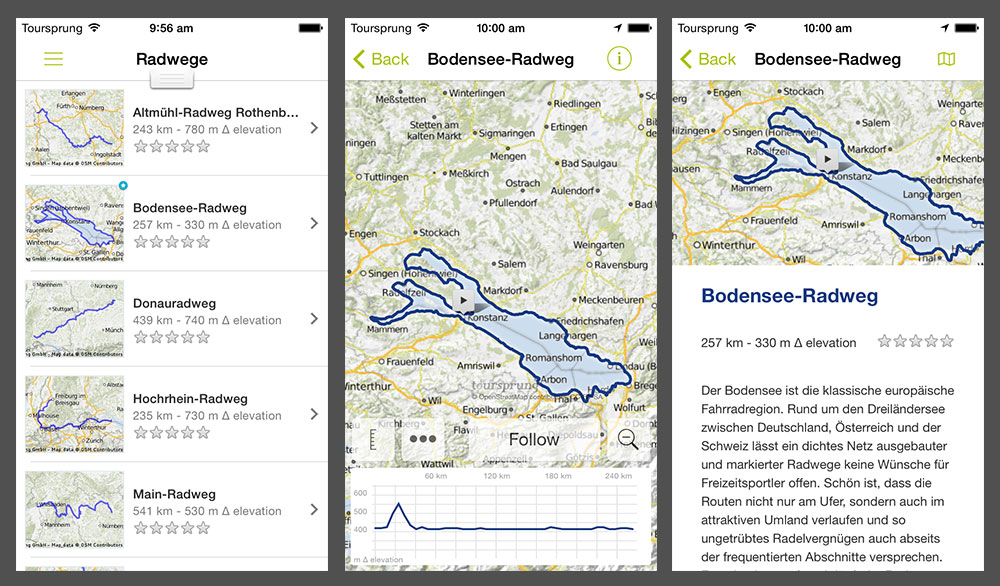 Toursprung
9:56 am
Radwege
Altmühl-Radweg Rothenb...
243 km - 780 m Δ elevation
Bodensee-Radweg
257 km - 330 m Δ elevation
Donauradweg
439 km - 740 m Δ elevation
Hochrhein-Radweg
235 km - 730 m Δ elevation
Main-Radweg
541 km - 530 m Δ elevation
Toursprung
10:00 am
Back
Bodensee-Radweg
Meßstetten
Winterlingen
Riedlingen
Stetten am
kalten Markt
Sigmaringen
Ertingen
Mengen
Bad Saulgau
Tuttlingen
Meßkirch
Ostrach
Aulendorf
Pfullendorf
Engen
Stockach
Weingarten
Salem
Ravensburg
Singen
Radolfzell
Markdorf
Meckenbeuren
Konstanz
Friedrichshafen
Romanshorn
Frauenfeld
Amriswil
Arbon
toursprung
Winterthur
Wil
Engelburg
St. Gallen
Wolfurt
Follow
Wattwil
Appenzell
Götzis
60 km
120 km
180 km
240 km
600
500
400
m Δ elevation
Toursprung
10:00 am
Back
Bodensee-Radweg
Engen
Stockach
Weingarten
Singen
Salem
Radolfzell
Markdorf
Konstanz
Mammern
Friedrichshafen
Langenargen
Frauenfeld
Amriswil
Romanshorn
Winterthur
Arbon
Wil
Thal
Bodensee-Radweg
257 km - 330 m Δ elevation
Der Bodensee ist die klassische europäische
Fahrradregion. Rund um den Dreiländersee
zwischen Deutschland, Österreich und der
Schweiz lässt ein dichtes Netz ausgebauter
und markierter Radwege keine Wünsche für
Freizeitsportler offen. Schön ist, dass die
Routen nicht nur am Ufer, sondern auch im
attraktiven Umland verlaufen und so
ungetrübtes Radelvergnügen auch abseits
der frequentierten Abschnitte versprechen.